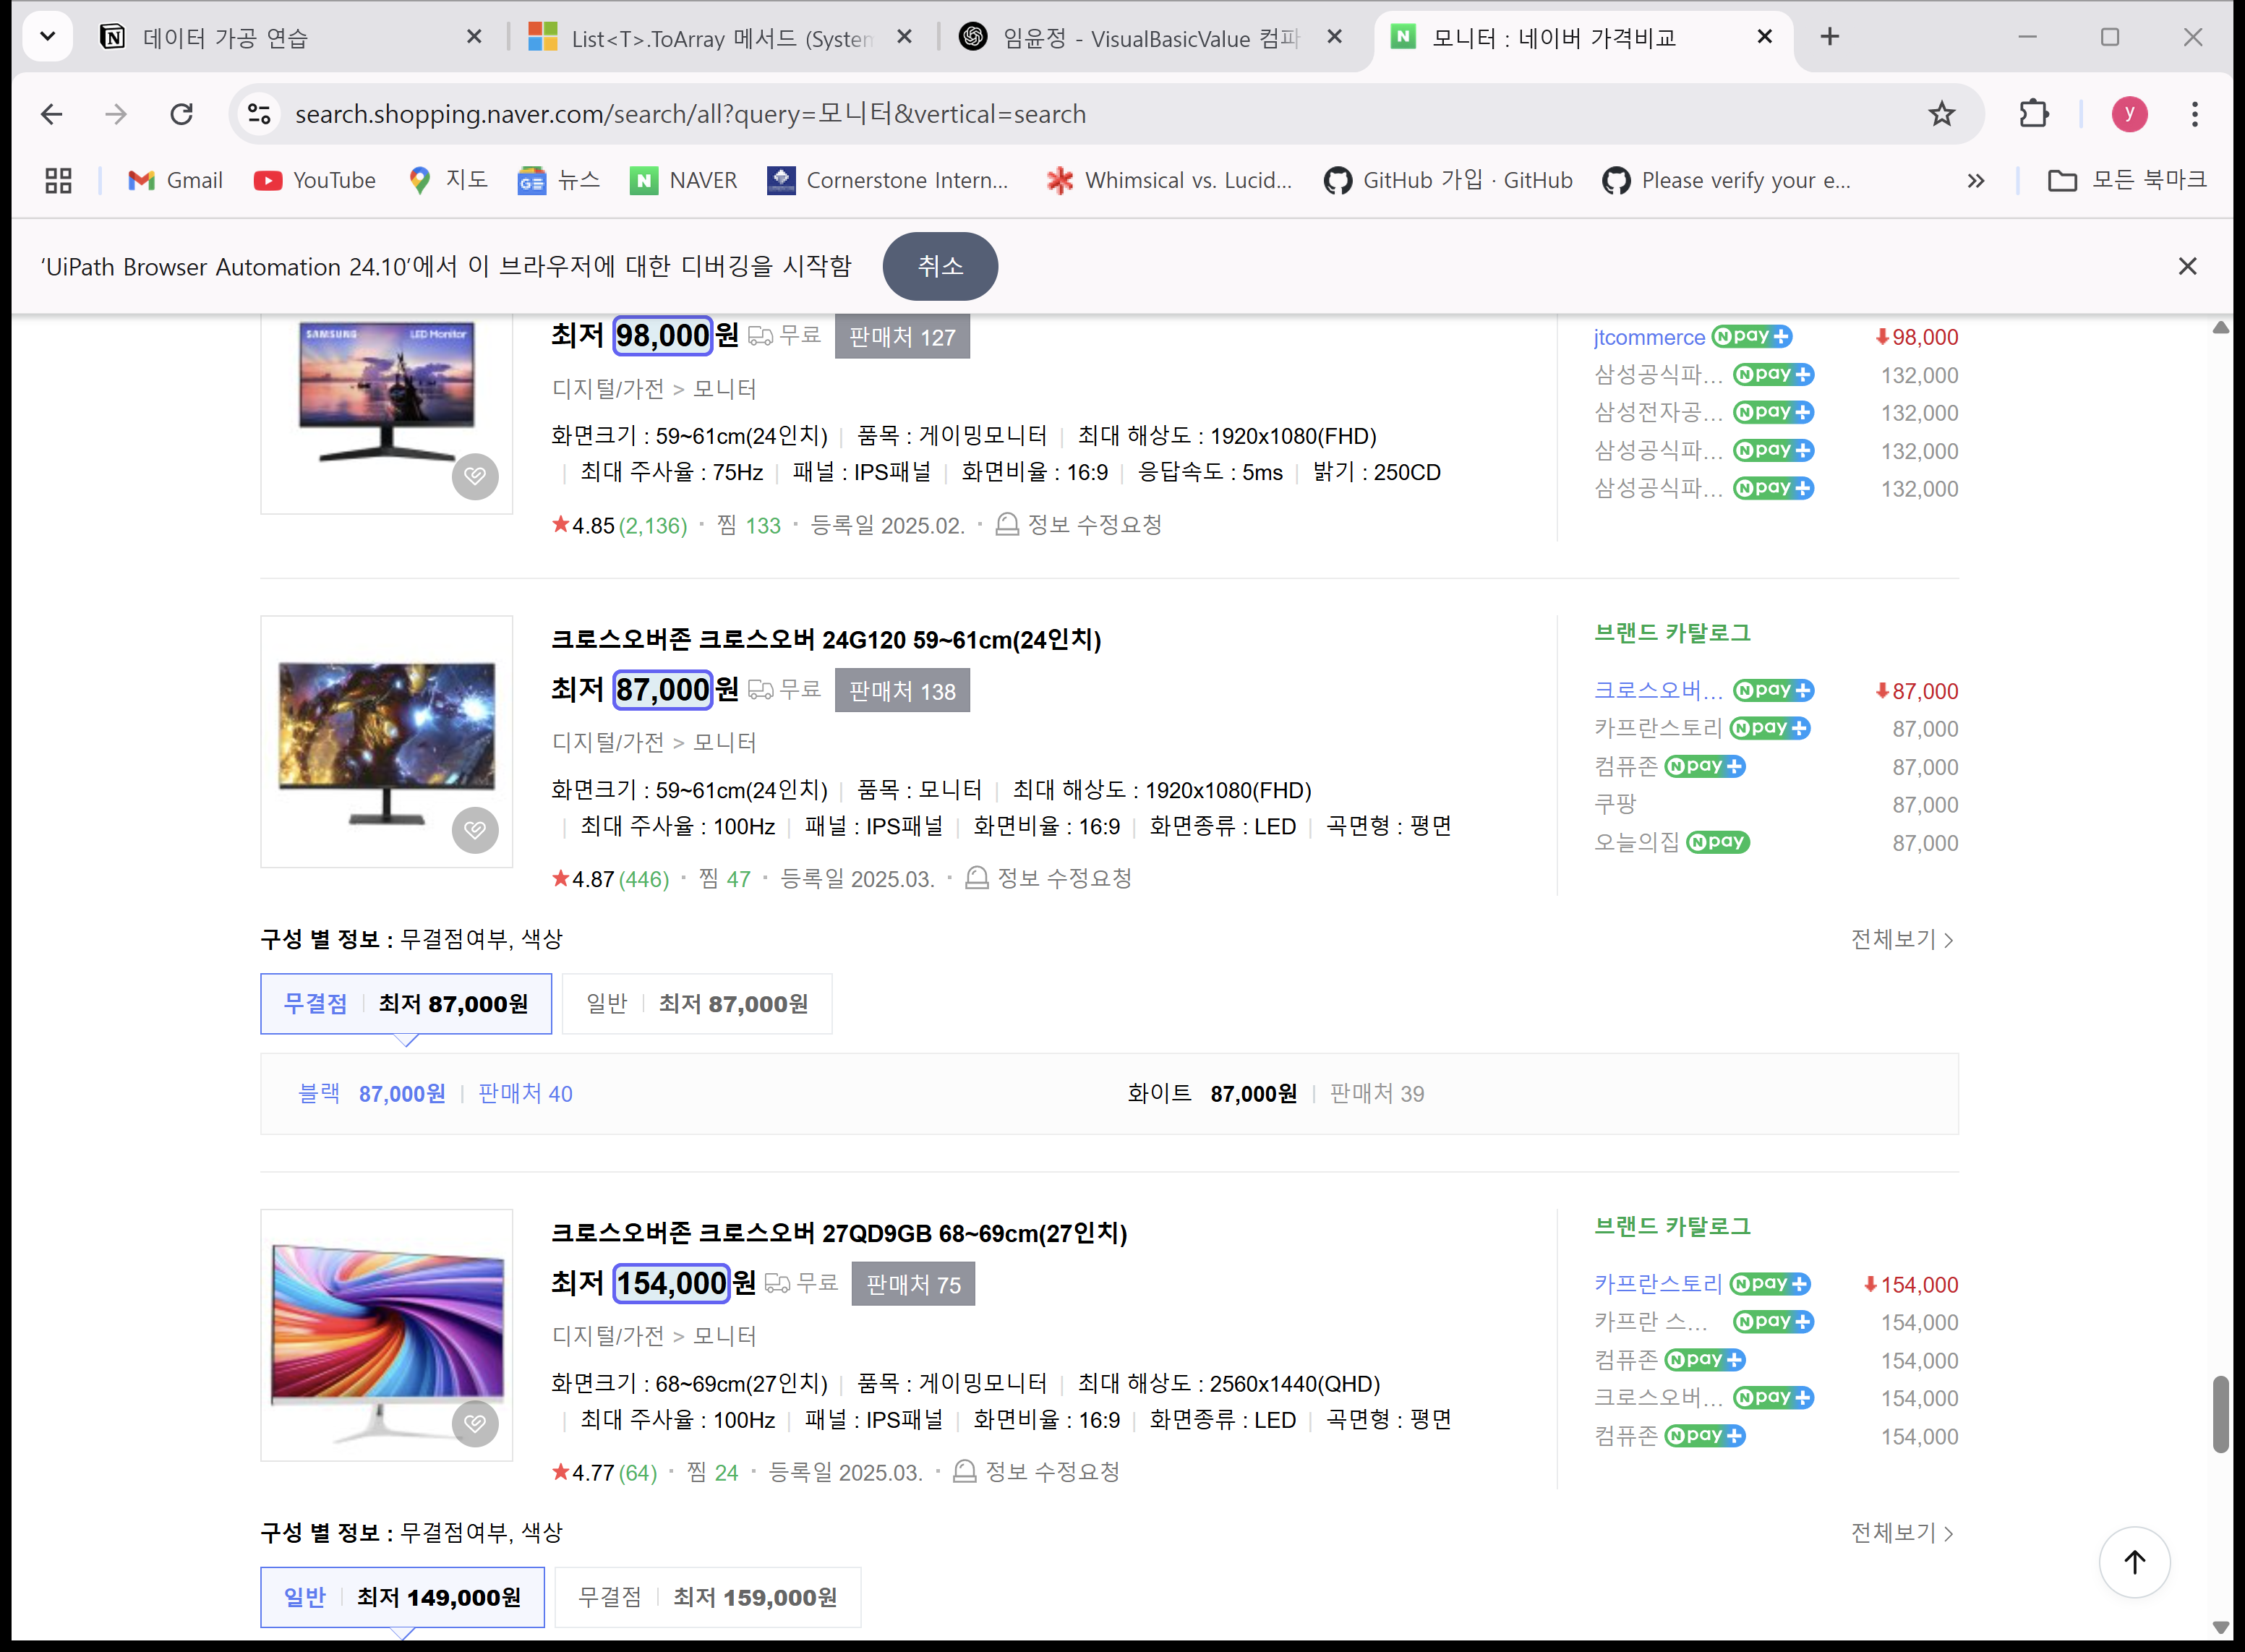 데이터 가공 연습
List<T>.ToArray 메서드 (System
임윤정 - VisualBasicValue 컴파
모니터 : 네이버 가격비교
search.shopping.naver.com/search/all?query=모니터&vertical=search
y
Gmail
YouTube
지도
뉴스
NAVER
Cornerstone Intern...
Whimsical vs. Lucid...
GitHub 가입 · GitHub
Please verify your e...
모든 북마크
'UiPath Browser Automation 24.10'에서 이 브라우저에 대한 디버깅을 시작함 취소
SAMSUNG LED Monitor
최저 98,000원 무료 판매처 127
디지털/가전 > 모니터
화면크기 : 59~61cm(24인치) | 품목 : 게이밍모니터 | 최대 해상도 : 1920x1080(FHD)
| 최대 주사율 : 75Hz | 패널 : IPS패널 | 화면비율 : 16:9 | 응답속도 : 5ms | 밝기 : 250CD
★4.85 (2,136) · 찜 133 · 등록일 2025.02. · 정보 수정요청
jtcommerce N pay+ 98,000
삼성공식파... N pay+ 132,000
삼성전자공... N pay+ 132,000
삼성공식파... N pay+ 132,000
삼성공식파... N pay+ 132,000
크로스오버존 크로스오버 24G120 59~61cm(24인치)
최저 87,000원 무료 판매처 138
디지털/가전 > 모니터
화면크기 : 59~61cm(24인치) | 품목 : 모니터 | 최대 해상도 : 1920x1080(FHD)
| 최대 주사율 : 100Hz | 패널 : IPS패널 | 화면비율 : 16:9 | 화면종류 : LED | 곡면형 : 평면
★4.87 (446) · 찜 47 · 등록일 2025.03. · 정보 수정요청
브랜드 카탈로그
크로스오버... N pay+ 87,000
카프란스토리 N pay+ 87,000
컴퓨존 N pay+ 87,000
쿠팡 87,000
오늘의집 N pay 87,000
구성 별 정보 : 무결점여부, 색상 전체보기 >
무결점 | 최저 87,000원
일반 | 최저 87,000원
블랙 87,000원 | 판매처 40
화이트 87,000원 | 판매처 39
크로스오버존 크로스오버 27QD9GB 68~69cm(27인치)
최저 154,000원 무료 판매처 75
디지털/가전 > 모니터
화면크기 : 68~69cm(27인치) | 품목 : 게이밍모니터 | 최대 해상도 : 2560x1440(QHD)
| 최대 주사율 : 100Hz | 패널 : IPS패널 | 화면비율 : 16:9 | 화면종류 : LED | 곡면형 : 평면
★4.77 (64) · 찜 24 · 등록일 2025.03. · 정보 수정요청
브랜드 카탈로그
카프란스토리 N pay+ 154,000
카프란 스... N pay+ 154,000
컴퓨존 N pay+ 154,000
크로스오버... N pay+ 154,000
컴퓨존 N pay+ 154,000
구성 별 정보 : 무결점여부, 색상 전체보기 >
일반 | 최저 149,000원
무결점 | 최저 159,000원